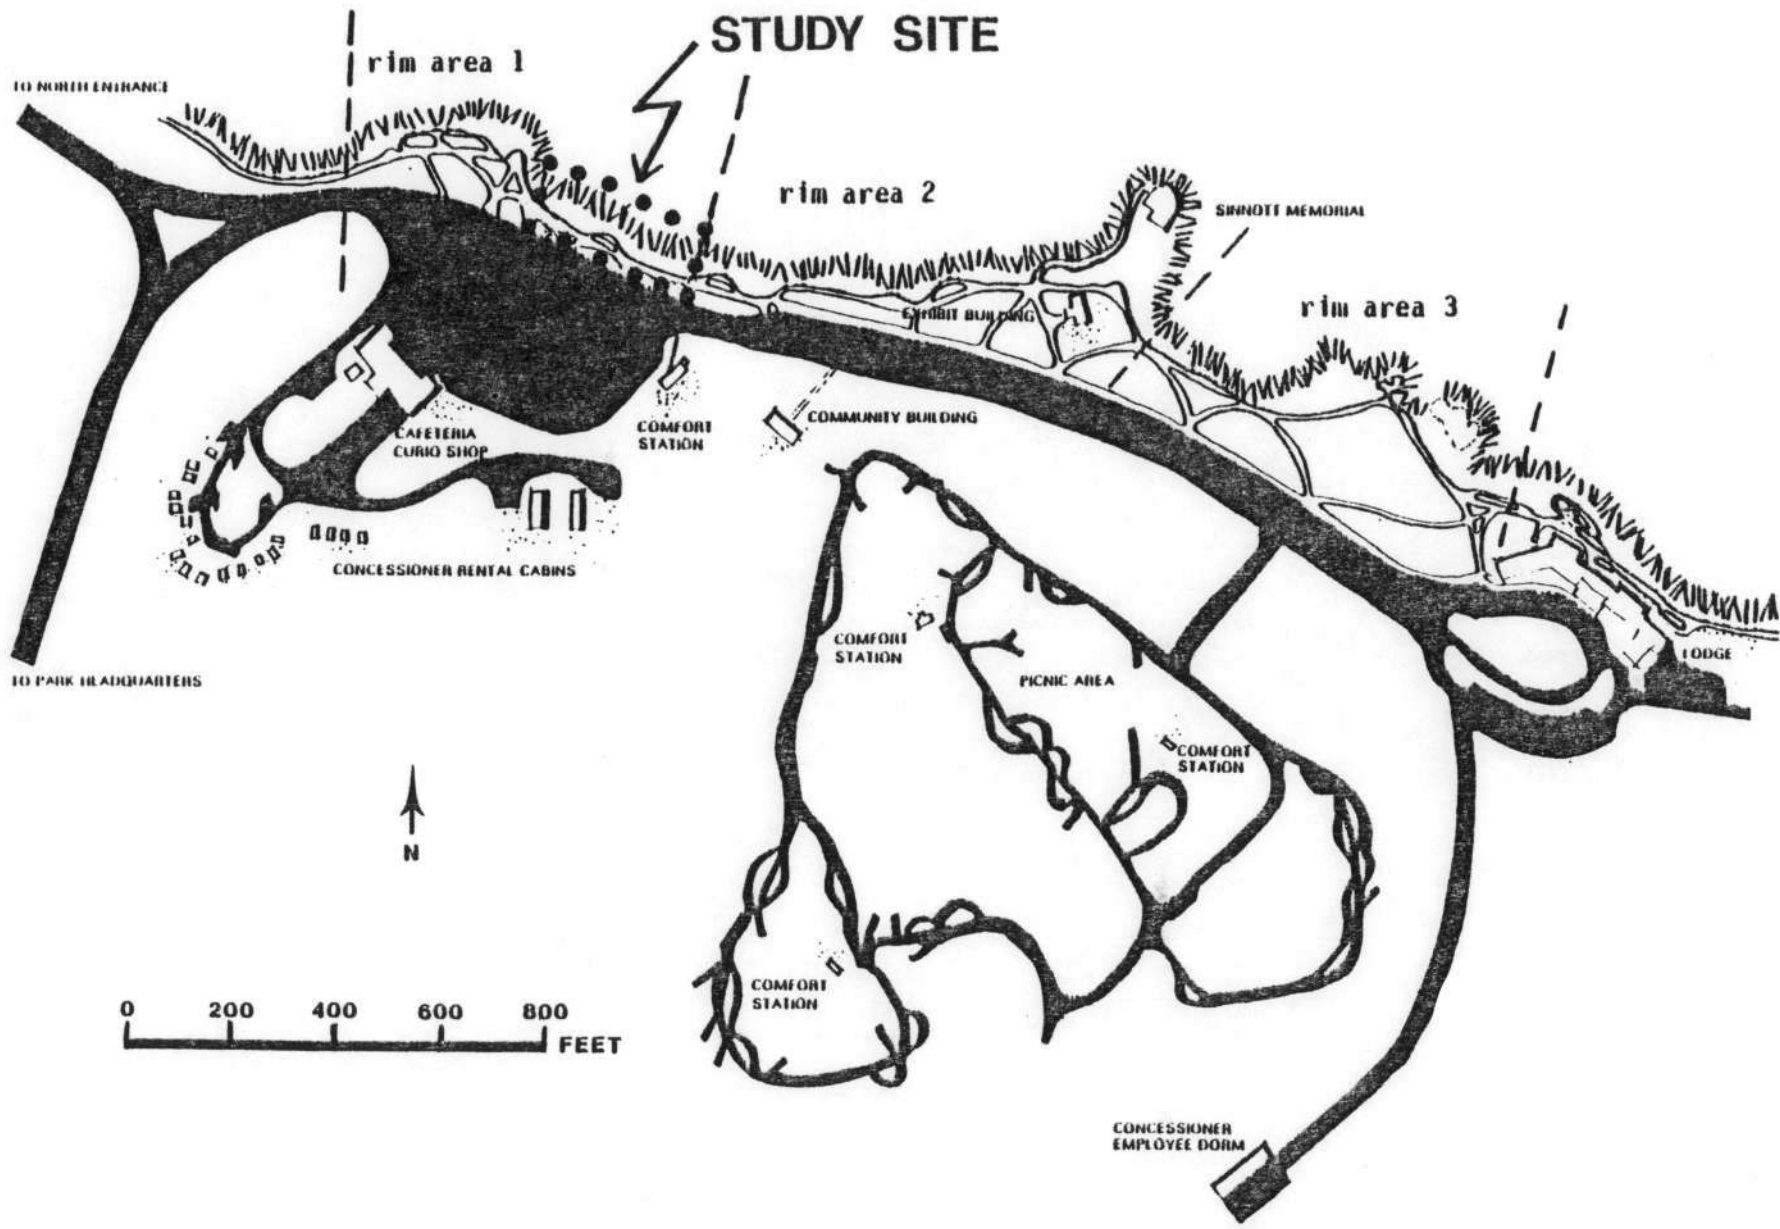 STUDY SITE
rim area 1
TO NORTH ENTRANCE
rim area 2
SINNOTT MEMORIAL
rim area 3
EXHIBIT BUILDING
COMFORT
STATION
COMMUNITY BUILDING
CAFETERIA
CURIO SHOP
CONCESSIONER RENTAL CABINS
COMFORT
STATION
PICNIC AREA
LODGE
TO PARK HEADQUARTERS
COMFORT
STATION
N
COMFORT
STATION
0 200 400 600 800
FEET
CONCESSIONER
EMPLOYEE DORM